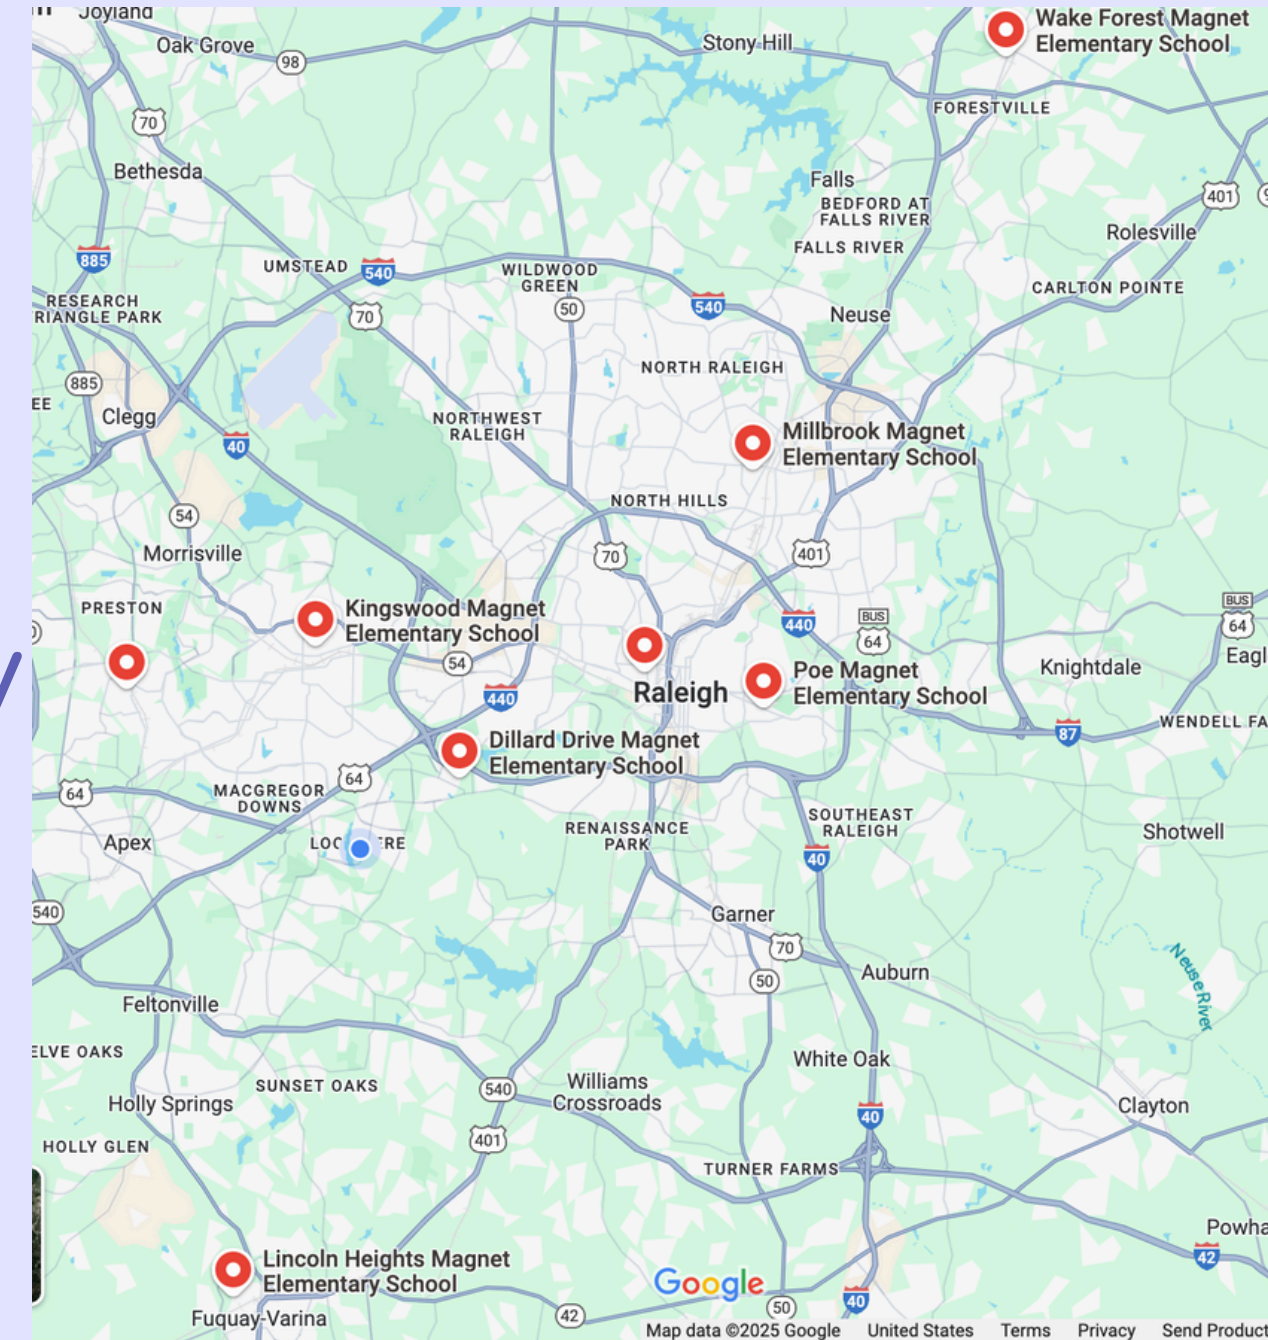 Joyland
Wake Forest Magnet
Elementary School
Oak Grove
Stony Hill
98
FORESTVILLE
70
Bethesda
Falls
BEDFORD AT
FALLS RIVER
401
Rolesville
FALLS RIVER
885
UMSTEAD
540
WILDWOOD
GREEN
CARLTON POINTE
RESEARCH
RIANGLE PARK
70
50
540
Neuse
NORTH RALEIGH
885
EE
Clegg
NORTHWEST
RALEIGH
40
Millbrook Magnet
Elementary School
NORTH HILLS
54
Morrisville
70
401
PRESTON
Kingswood Magnet
Elementary School
440
BUS
64
BUS
64
54
Knightdale
Eagl
Raleigh
Poe Magnet
Elementary School
440
87
WENDELL FA
Dillard Drive Magnet
Elementary School
64
64
MACGREGOR
DOWNS
Apex
RENAISSANCE
PARK
SOUTHEAST
RALEIGH
Shotwell
40
540
Garner
70
Auburn
50
Neuse River
Feltonville
ELVE OAKS
SUNSET OAKS
White Oak
540
Williams
Crossroads
Holly Springs
40
Clayton
HOLLY GLEN
401
TURNER FARMS
Powha
42
Lincoln Heights Magnet
Elementary School
Google
40
Fuquay-Varina
42
50
Map data ©2025 Google United States Terms Privacy Send Product